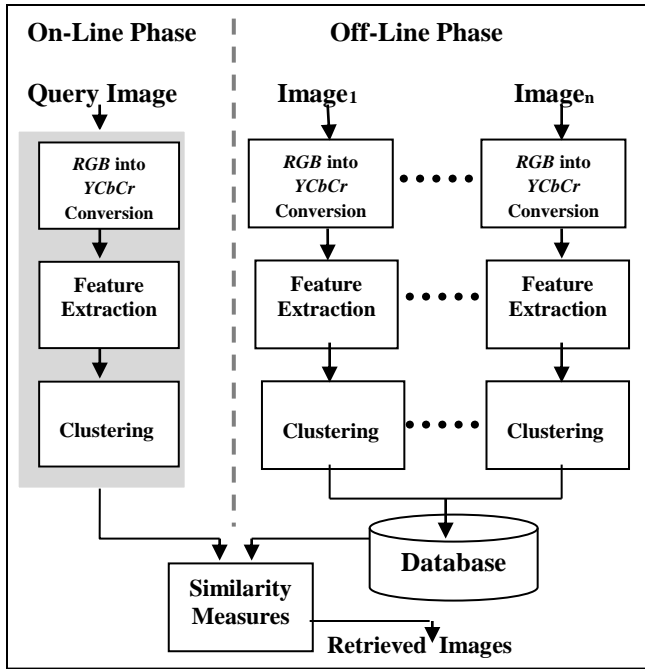 On-Line Phase
Off-Line Phase
Query Image
Image1
Imagen
RGB into
YCbCr
Conversion
RGB into
YCbCr
Conversion
RGB into
YCbCr
Conversion
Feature
Extraction
Feature
Extraction
Feature
Extraction
Clustering
Clustering
Clustering
Database
Similarity
Measures
Retrieved Images